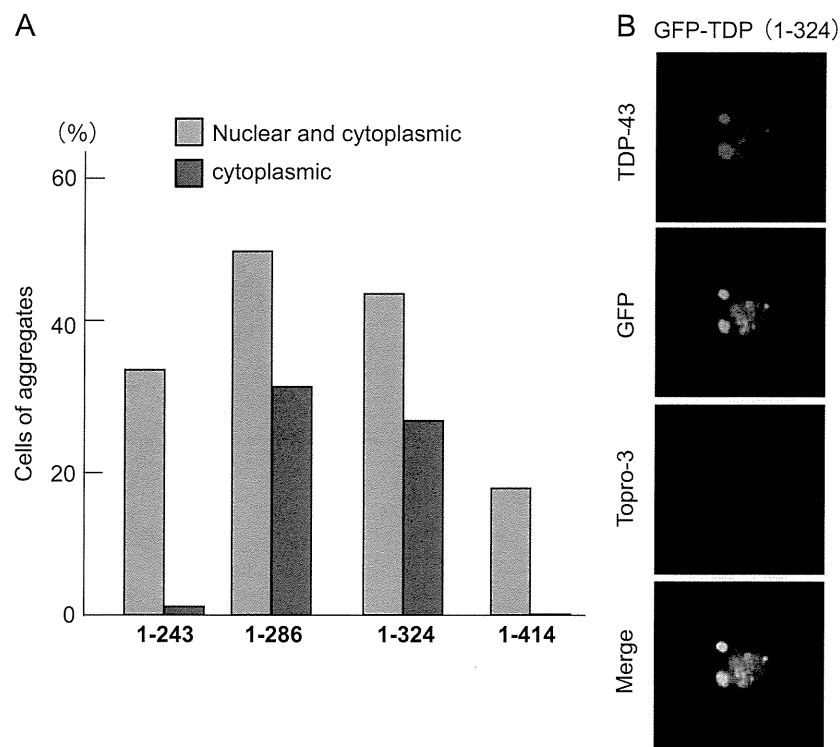 A
(%)
Nuclear and cytoplasmic
cytoplasmic
60
40
20
0
Cells of aggregates
1-243
1-286
1-324
1-414
B
GFP-TDP (1-324)
TDP-43
GFP
Topro-3
Merge